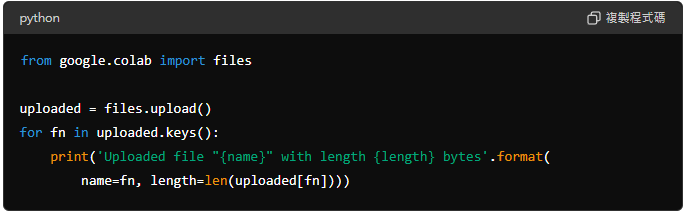 python
複製程式碼
from google.colab import files
uploaded = files.upload()
for fn in uploaded.keys():
    print('Uploaded file "{name}" with length {length} bytes'.format(
        name=fn, length=len(uploaded[fn])))